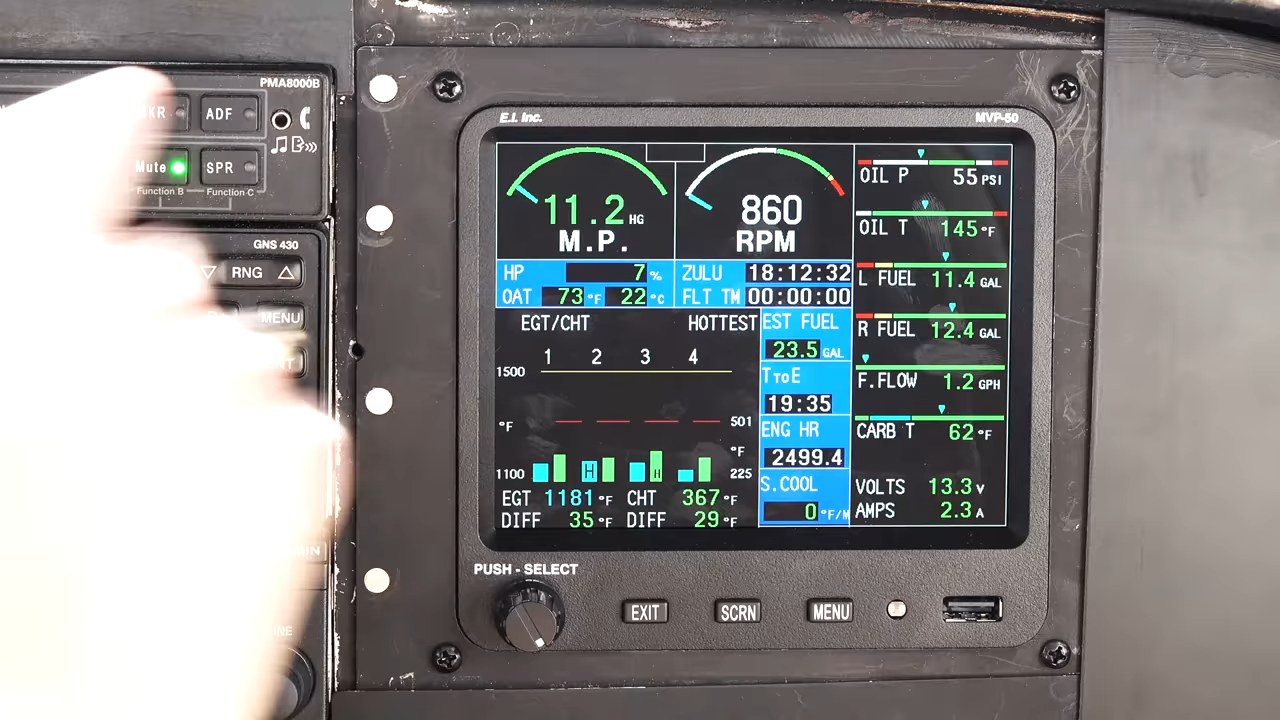 PMA8000B
ADF
Mute
SPR
Function B
Function C
GNS 430
RNG
MENU
E.I. Inc.
MVP-50
11.2 HG
M.P.
860
RPM
HP 7 %
OAT 73 °F 22 °C
ZULU 18:12:32
FLT TM 00:00:00
EGT/CHT HOTTEST
1 2 3 4
1500
°F
501
°F
1100
225
H
H
EGT 1181 °F CHT 367 °F
DIFF 35 °F DIFF 29 °F
EST FUEL
23.5 GAL
TTOE
19:35
ENG HR
2499.4
S.COOL
0 °F/M
OIL P 55 PSI
OIL T 145 °F
L FUEL 11.4 GAL
R FUEL 12.4 GAL
F.FLOW 1.2 GPH
CARB T 62 °F
VOLTS 13.3 V
AMPS 2.3 A
PUSH - SELECT
EXIT
SCRN
MENU